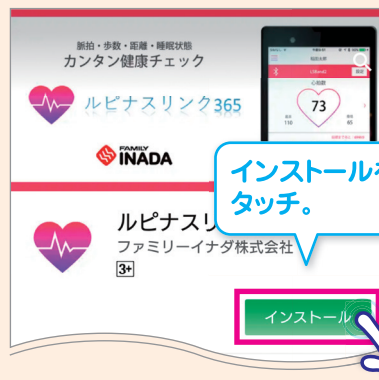 脈拍・歩数・距離・睡眠状態
カンタン健康チェック
ルピナスリンク365
FAMILY
INADA
心拍数
73
110
65
インストールを
タッチ。
ルピナスリ
ファミリーイナダ株式会社
3+
インストール